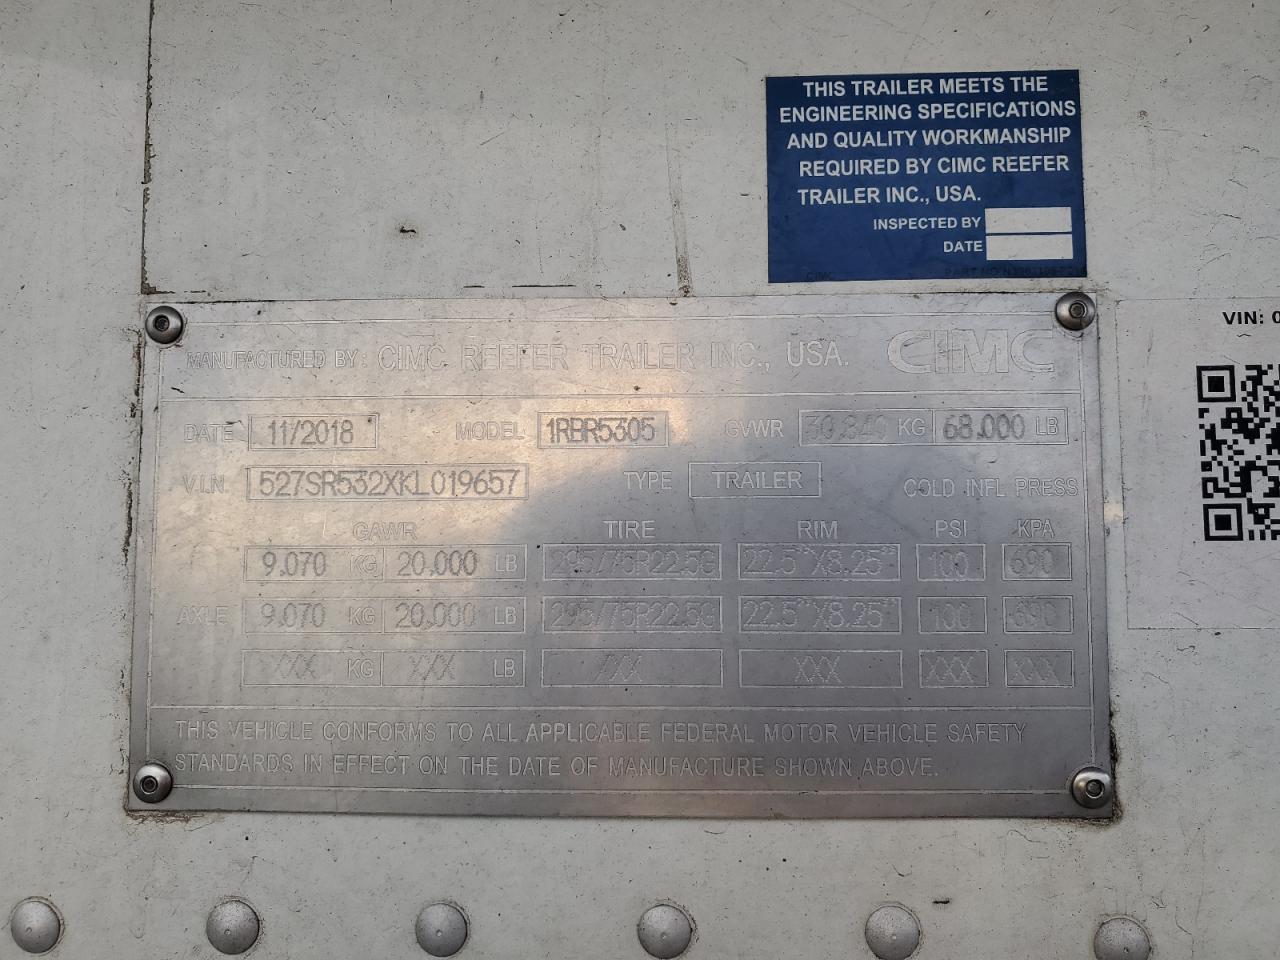 THIS TRAILER MEETS THE
ENGINEERING SPECIFICATIONS
AND QUALITY WORKMANSHIP
REQUIRED BY CIMC REEFER
TRAILER INC., USA.
INSPECTED BY
DATE
CIMC
VIN: 0
MANUFACTURED BY: CIMC REEFER TRAILER INC., USA. CIMC
DATE 11/2018 MODEL 1RBR5305 GVWR 30.840 KG 68.000 LB
V.I.N. 527SR532XKL019657 TYPE TRAILER COLD INFL PRESS
GAWR TIRE RIM PSI KPA
9.070 KG 20.000 LB 295/75R22.5G 22.5"X8.25" 100 690
AXLE 9.070 KG 20.000 LB 295/75R22.5G 22.5"X8.25" 100 690
XXX KG XXX LB XXX XXX XXX XXX
THIS VEHICLE CONFORMS TO ALL APPLICABLE FEDERAL MOTOR VEHICLE SAFETY
STANDARDS IN EFFECT ON THE DATE OF MANUFACTURE SHOWN ABOVE.